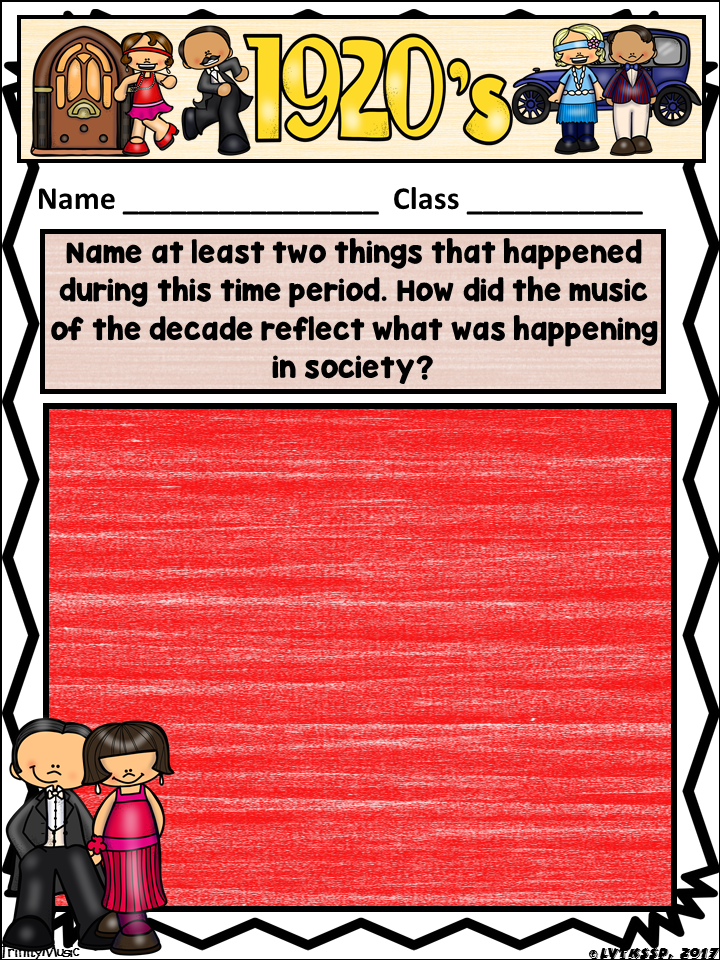 1920's
Name ________________ Class ___________
Name at least two things that happened
during this time period. How did the music
of the decade reflect what was happening
in society?
TrinityMusic
©LVTKSSP, 2017